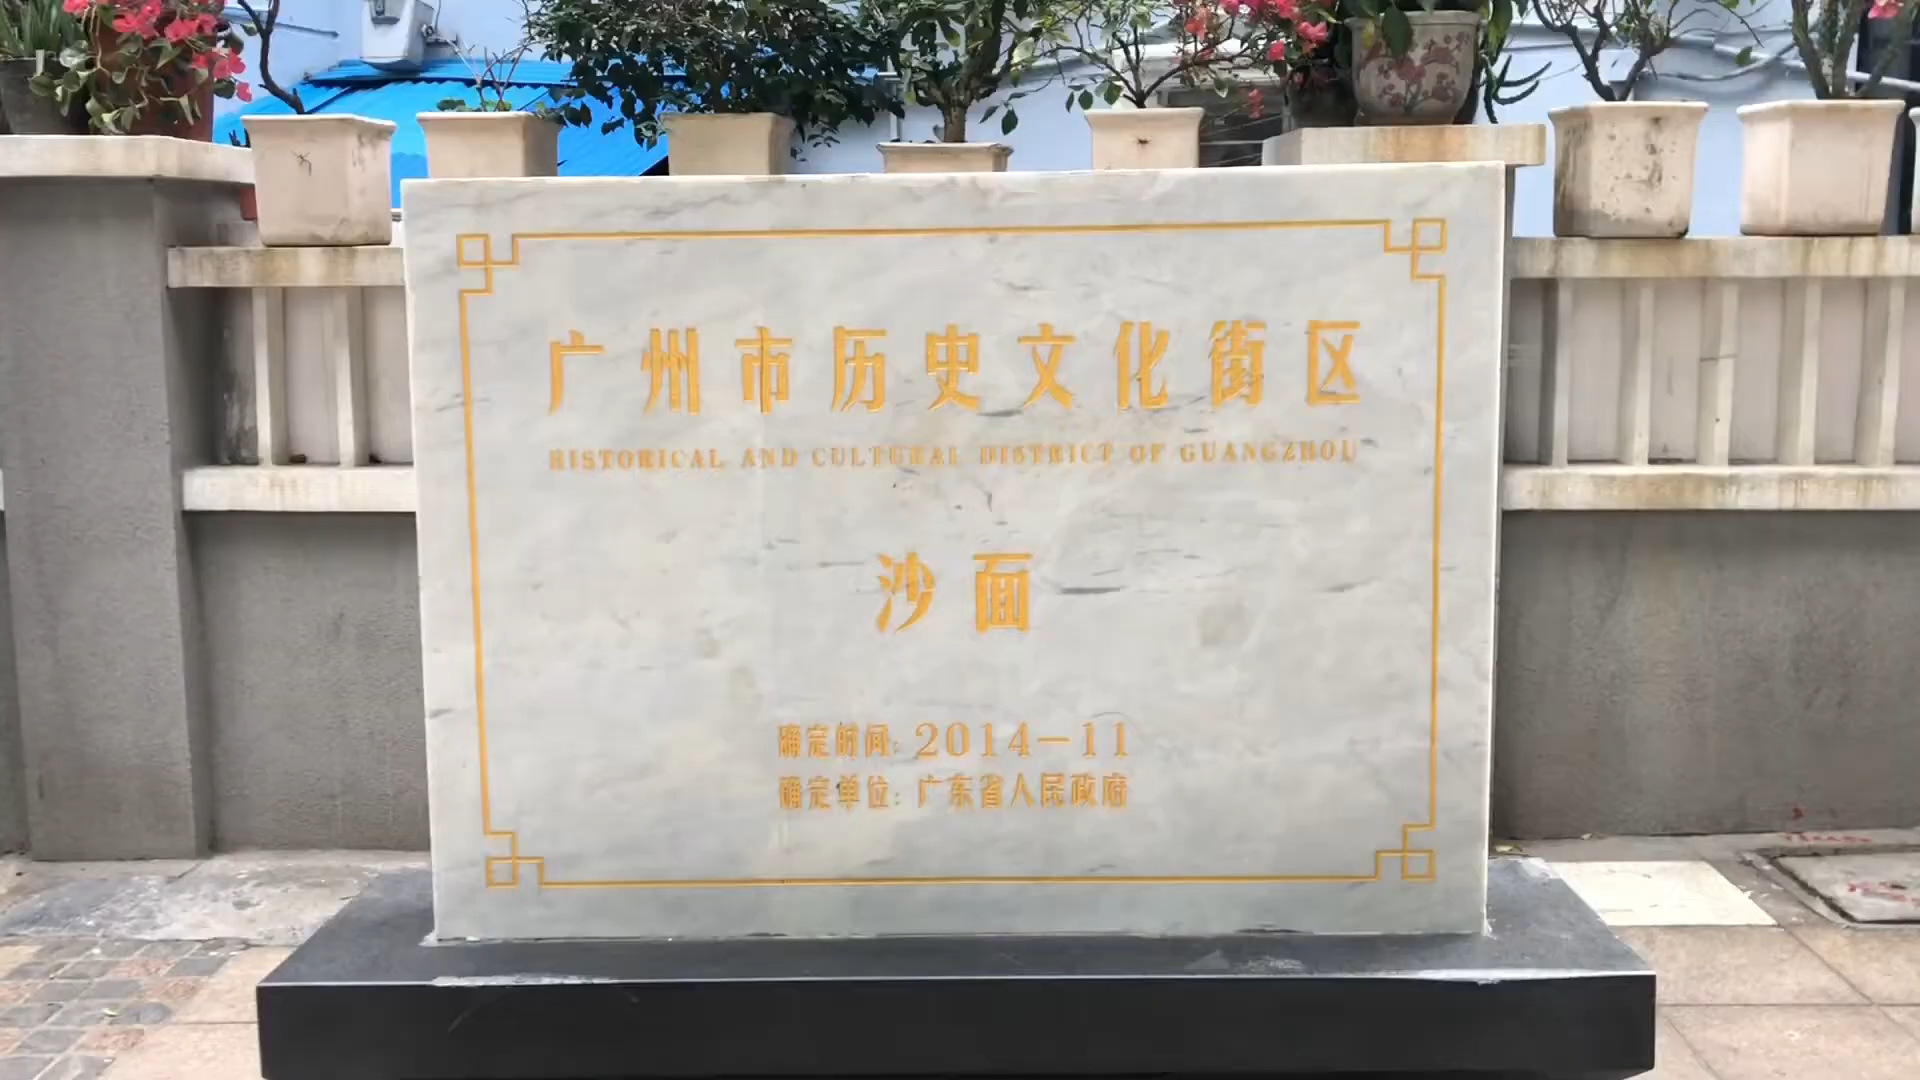 广州市历史文化街区
HISTORICAL AND CULTURAL DISTRICT OF GUANGZHOU
沙面
确定时间：2014－11
确定单位：广东省人民政府